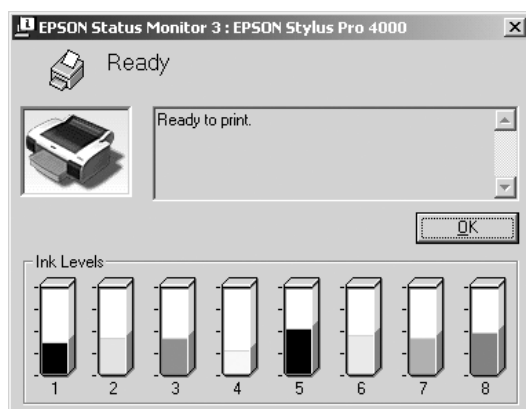 EPSON Status Monitor 3 : EPSON Stylus Pro 4000
Ready
Ready to print.
OK
Ink Levels
1 2 3 4 5 6 7 8